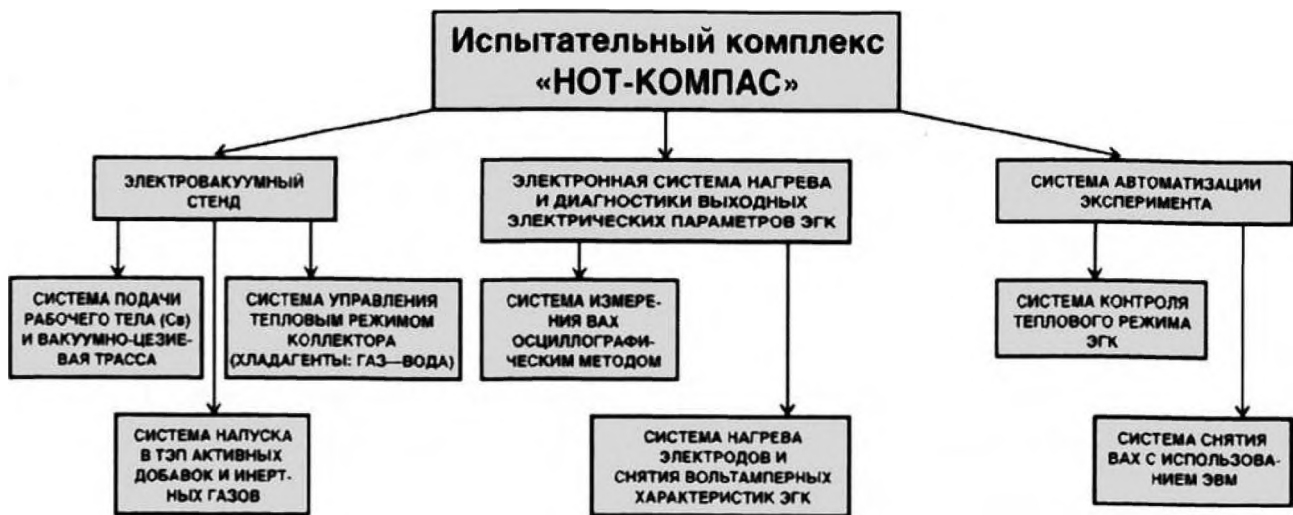 Испытательный комплекс
«НОТ-КОМПАС»
ЭЛЕКТРОВАКУУМНЫЙ
СТЕНД
ЭЛЕКТРОННАЯ СИСТЕМА НАГРЕВА
И ДИАГНОСТИКИ ВЫХОДНЫХ
ЭЛЕКТРИЧЕСКИХ ПАРАМЕТРОВ ЭГК
СИСТЕМА АВТОМАТИЗАЦИИ
ЭКСПЕРИМЕНТА
СИСТЕМА ПОДАЧИ
РАБОЧЕГО ТЕЛА (Св)
И ВАКУУМНО-ЦЕЗИЕ-
ВАЯ ТРАССА
СИСТЕМА УПРАВЛЕНИЯ
ТЕПЛОВЫМ РЕЖИМОМ
КОЛЛЕКТОРА
(ХЛАДАГЕНТЫ: ГАЗ—ВОДА)
СИСТЕМА ИЗМЕРЕ-
НИЯ ВАХ
ОСЦИЛЛОГРАФИ-
ЧЕСКИМ МЕТОДОМ
СИСТЕМА КОНТРОЛЯ
ТЕПЛОВОГО РЕЖИМА
ЭГК
СИСТЕМА НАПУСКА
В ТЭП АКТИВНЫХ
ДОБАВОК И ИНЕРТ-
НЫХ ГАЗОВ
СИСТЕМА НАГРЕВА
ЭЛЕКТРОДОВ И
СНЯТИЯ ВОЛЬТАМПЕРНЫХ
ХАРАКТЕРИСТИК ЭГК
СИСТЕМА СНЯТИЯ
ВАХ С ИСПОЛЬЗОВА-
НИЕМ ЭВМ